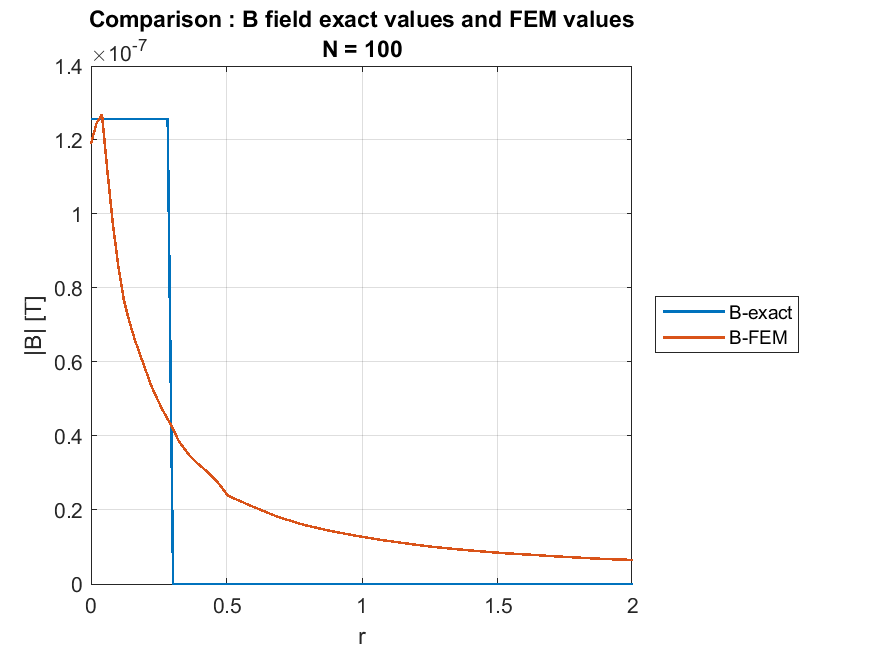 Comparison : B field exact values and FEM values
N = 100
×10-7
1.4
1.2
1
0.8
0.6
0.4
0.2
0
|B| [T]
0 0.5 1 1.5 2
r
B-exact
B-FEM